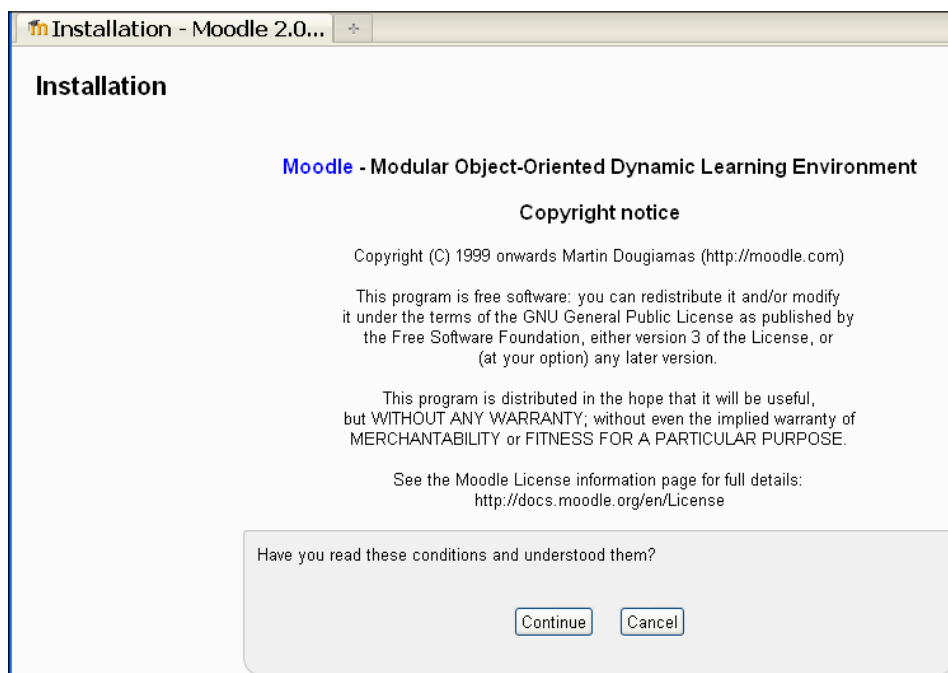 Installation - Moodle 2.0...
Installation
Moodle - Modular Object-Oriented Dynamic Learning Environment
Copyright notice
Copyright (C) 1999 onwards Martin Dougiamas (http://moodle.com)
This program is free software: you can redistribute it and/or modify
it under the terms of the GNU General Public License as published by
the Free Software Foundation, either version 3 of the License, or
(at your option) any later version.
This program is distributed in the hope that it will be useful,
but WITHOUT ANY WARRANTY; without even the implied warranty of
MERCHANTABILITY or FITNESS FOR A PARTICULAR PURPOSE.
See the Moodle License information page for full details:
http://docs.moodle.org/en/License
Have you read these conditions and understood them?
Continue Cancel